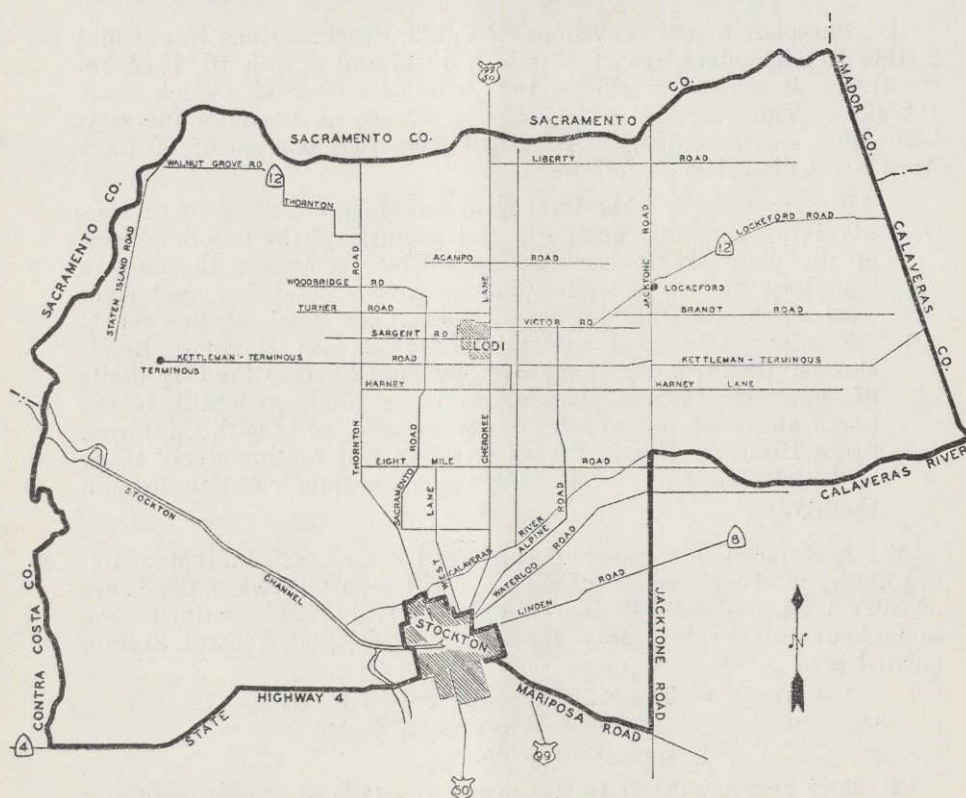 99
50
AMADOR CO.
SACRAMENTO CO.
SACRAMENTO CO.
LIBERTY ROAD
WALNUT GROVE RD
12
THORNTON
SACRAMENTO CO.
STATEN ISLAND ROAD
ROAD
JACKTONE ROAD
12
LOCKEFORD ROAD
CALAVERAS CO.
ACAMPO ROAD
WOODBRIDGE RD
LANE
LOCKEFORD
TURNER ROAD
BRANDT ROAD
VICTOR RD
SARGENT RD
LODI
KETTLEMAN - TERMINOUS ROAD
KETTLEMAN - TERMINOUS
TERMINOUS
HARNEY
HARNEY LANE
THORNTON
SACRAMENTO ROAD
CHEROKEE
EIGHT MILE ROAD
LANE
WEST
CALAVERAS RIVER
CALAVERAS RIVER
ALPINE ROAD
WATERLOO ROAD
8
LINDEN ROAD
STOCKTON CHANNEL
CONTRA COSTA CO.
STOCKTON
JACKTONE ROAD
N
STATE HIGHWAY 4
MARIPOSA ROAD
4
99
50